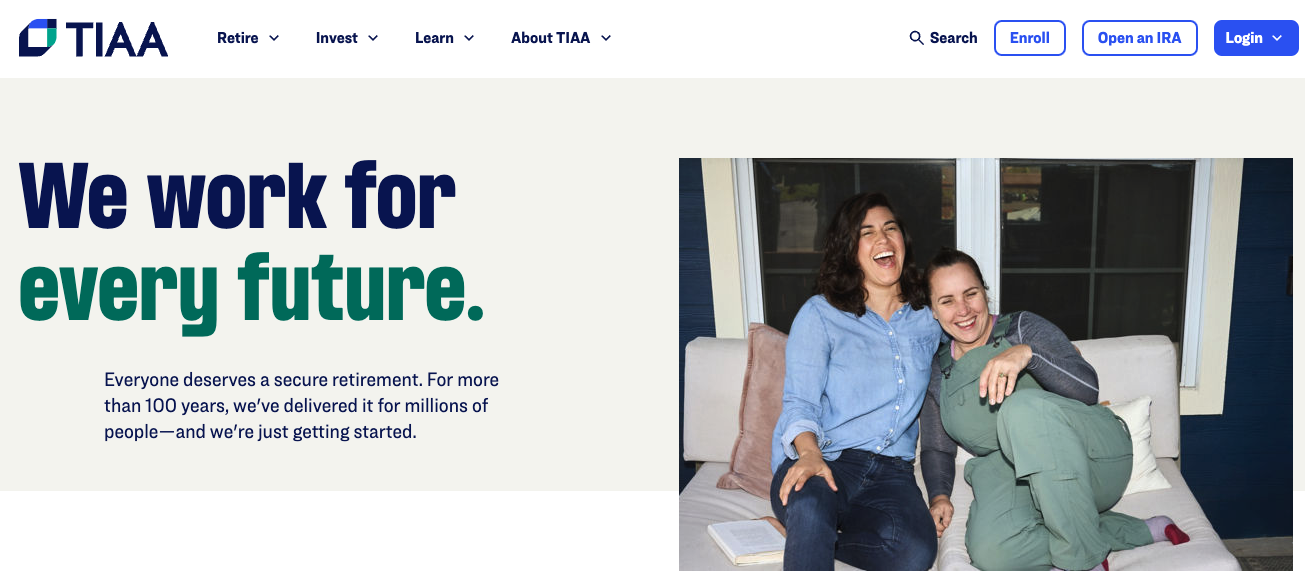 TIAA
Retire
Invest
Learn
About TIAA
Search
Enroll
Open an IRA
Login
We work for
every future.
Everyone deserves a secure retirement. For more
than 100 years, we've delivered it for millions of
people—and we're just getting started.